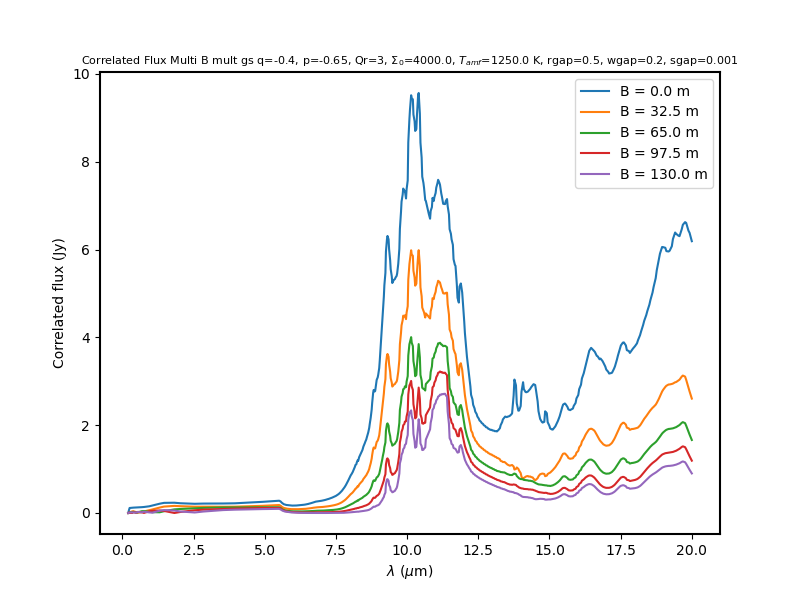 Correlated Flux Multi B mult gs q=-0.4, p=-0.65, Qr=3, Σ₀=4000.0, T_amf=1250.0 K, rgap=0.5, wgap=0.2, sgap=0.001
B = 0.0 m
B = 32.5 m
B = 65.0 m
B = 97.5 m
B = 130.0 m
Correlated flux (Jy)
10
8
6
4
2
0
0.0 2.5 5.0 7.5 10.0 12.5 15.0 17.5 20.0
λ (μm)